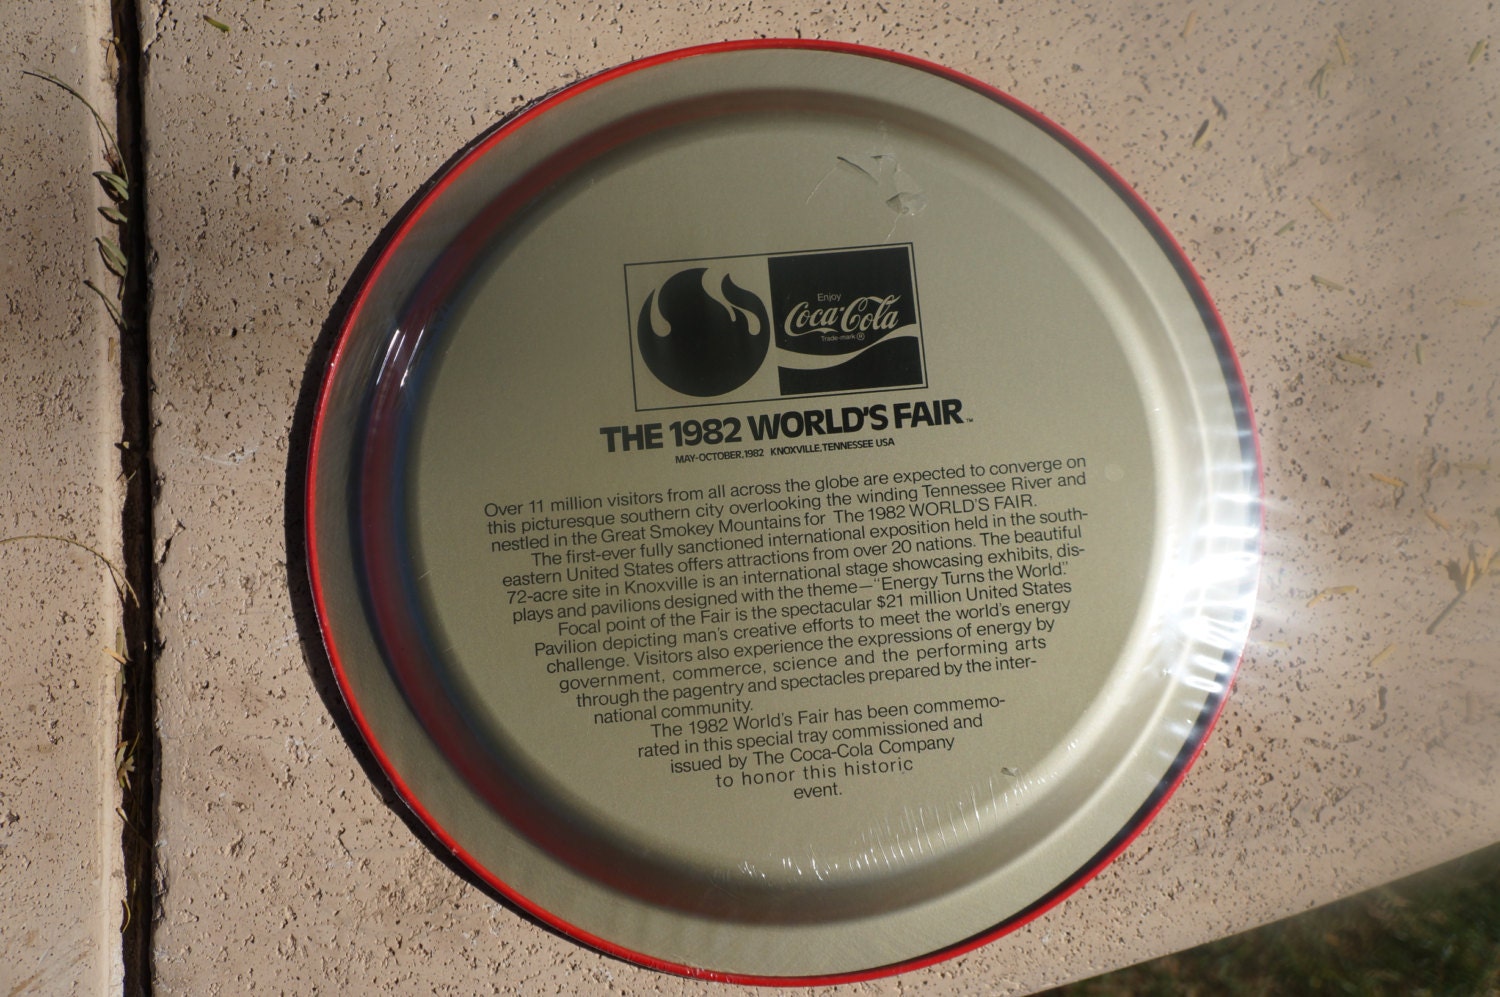 Enjoy
Coca-Cola
Trade-mark ®
THE 1982 WORLD'S FAIR™
MAY-OCTOBER, 1982 KNOXVILLE, TENNESSEE USA
Over 11 million visitors from all across the globe are expected to converge on
this picturesque southern city overlooking the winding Tennessee River and
nestled in the Great Smokey Mountains for The 1982 WORLD'S FAIR.
The first-ever fully sanctioned international exposition held in the south-
eastern United States offers attractions from over 20 nations. The beautiful
72-acre site in Knoxville is an international stage showcasing exhibits, dis-
plays and pavilions designed with the theme—"Energy Turns the World."
Focal point of the Fair is the spectacular $21 million United States
Pavilion depicting man's creative efforts to meet the world's energy
challenge. Visitors also experience the expressions of energy by
government, commerce, science and the performing arts
through the pagentry and spectacles prepared by the inter-
national community.
The 1982 World's Fair has been commemo-
rated in this special tray commissioned and
issued by The Coca-Cola Company
to honor this historic
event.